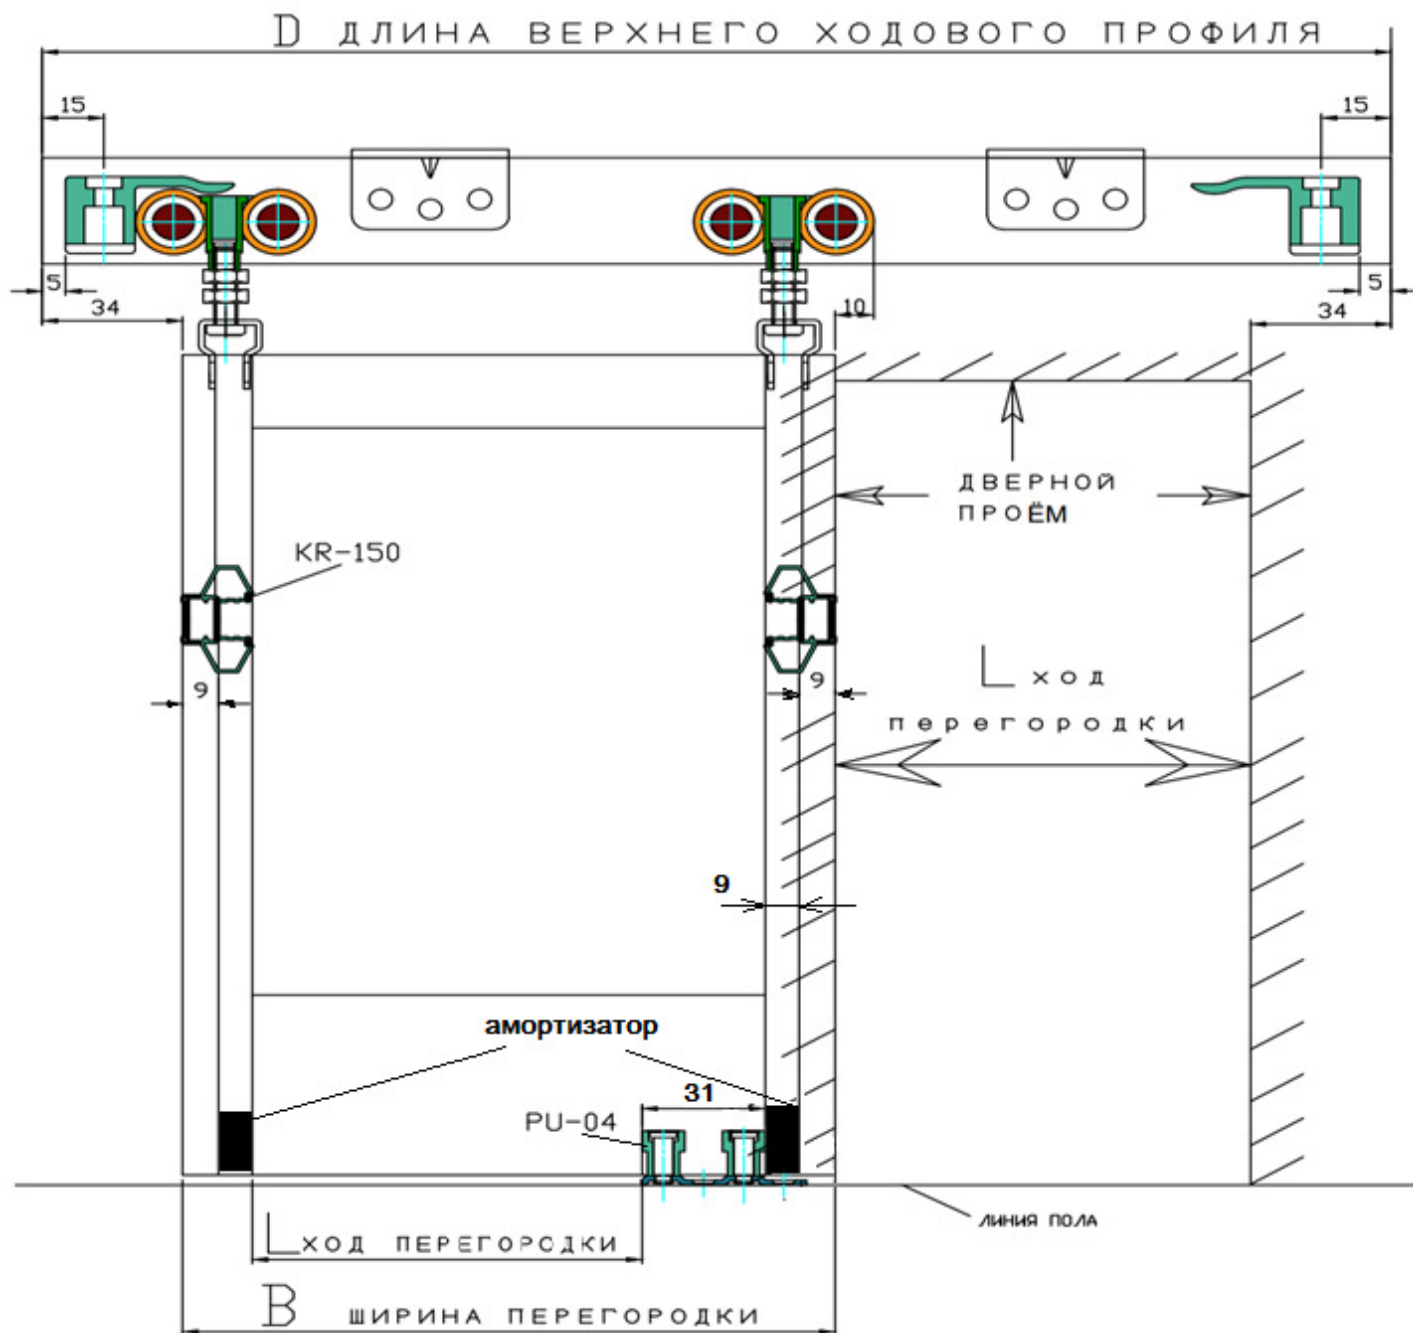 D ДЛИНА ВЕРХНЕГО ХОДОВОГО ПРОФИЛЯ
15
15
5
34
10
5
34
ДВЕРНОЙ
ПРОЁМ
KR-150
L ход
перегородки
9
9
9
амортизатор
31
PU-04
ЛИНИЯ ПОЛА
L ХОД ПЕРЕГОРОДКИ
B ШИРИНА ПЕРЕГОРОДКИ